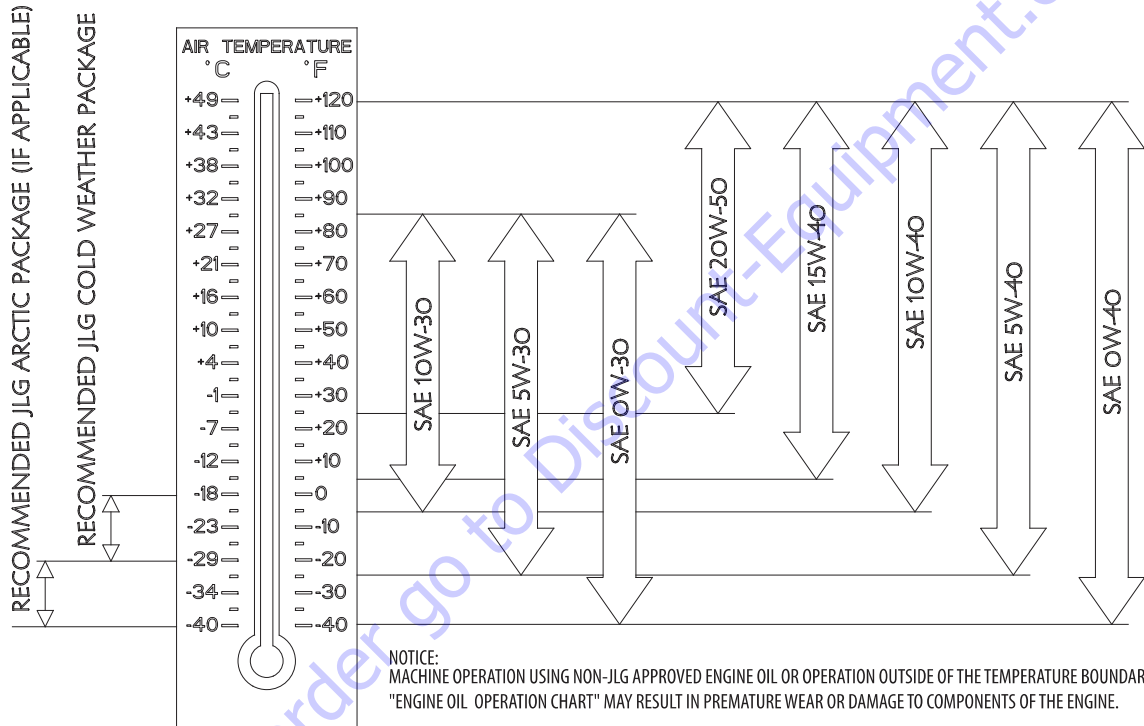 RECOMMENDED JLG ARCTIC PACKAGE (IF APPLICABLE)
RECOMMENDED JLG COLD WEATHER PACKAGE
AIR TEMPERATURE
°C °F
+49 +120
+43 +110
+38 +100
+32 +90
+27 +80
+21 +70
+16 +60
+10 +50
+4 +40
-1 +30
-7 +20
-12 +10
-18 0
-23 -10
-29 -20
-34 -30
-40 -40
SAE 10W-30
SAE 5W-30
SAE 0W-30
SAE 20W-50
SAE 15W-40
SAE 10W-40
SAE 5W-40
SAE 0W-40
NOTICE:
MACHINE OPERATION USING NON-JLG APPROVED ENGINE OIL OR OPERATION OUTSIDE OF THE TEMPERATURE BOUNDAR
"ENGINE OIL OPERATION CHART" MAY RESULT IN PREMATURE WEAR OR DAMAGE TO COMPONENTS OF THE ENGINE.
order go to Discount-Equipment.c